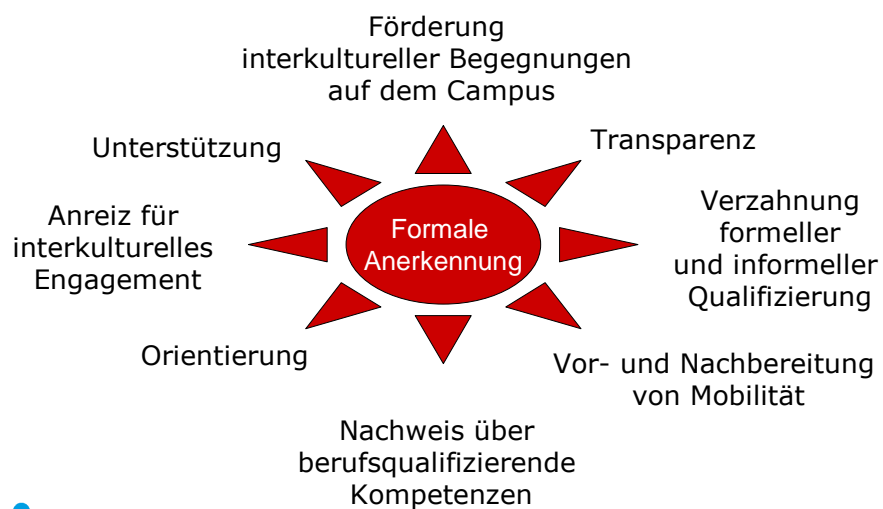 Förderung
interkultureller Begegnungen
auf dem Campus
Unterstützung
Transparenz
Anreiz für
interkulturelles
Engagement
Formale
Anerkennung
Verzahnung
formeller
und informeller
Qualifizierung
Orientierung
Vor- und Nachbereitung
von Mobilität
Nachweis über
berufsqualifizierende
Kompetenzen